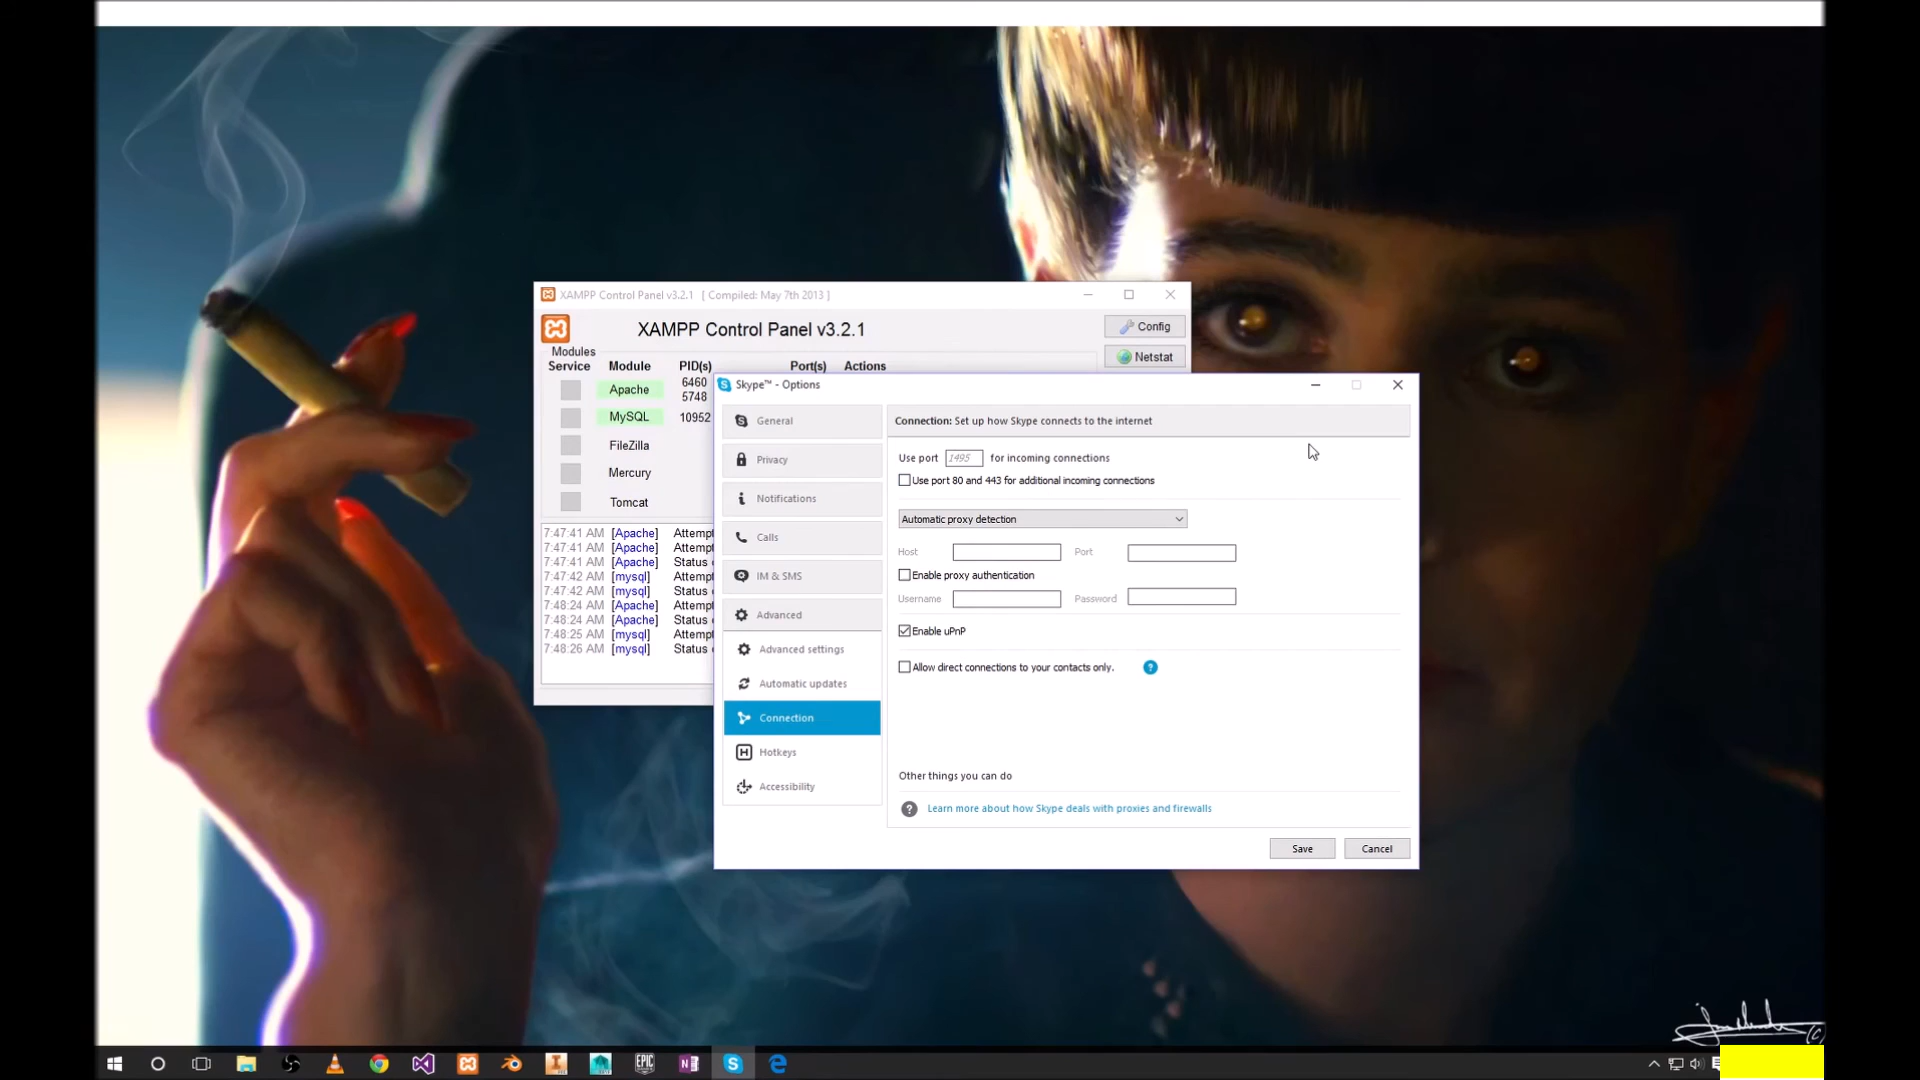 XAMPP Control Panel v3.2.1 [ Compiled: May 7th 2013 ]
XAMPP Control Panel v3.2.1
Config
Netstat
Modules
Service Module PID(s) Port(s) Actions
Apache 6460
5748
MySQL 10952
FileZilla
Mercury
Tomcat
7:47:41 AM [Apache] Attempt
7:47:41 AM [Apache] Attempt
7:47:41 AM [Apache] Status
7:47:42 AM [mysql] Attempt
7:47:42 AM [mysql] Status
7:48:24 AM [Apache] Attempt
7:48:24 AM [Apache] Status
7:48:25 AM [mysql] Attempt
7:48:26 AM [mysql] Status
Skype™ - Options
General
Privacy
Notifications
Calls
IM & SMS
Advanced
Advanced settings
Automatic updates
Connection
Hotkeys
Accessibility
Connection: Set up how Skype connects to the internet
Use port 1495 for incoming connections
Use port 80 and 443 for additional incoming connections
Automatic proxy detection
Host Port
Enable proxy authentication
Username Password
Enable uPnP
Allow direct connections to your contacts only.
Other things you can do
Learn more about how Skype deals with proxies and firewalls
Save Cancel
EPIC